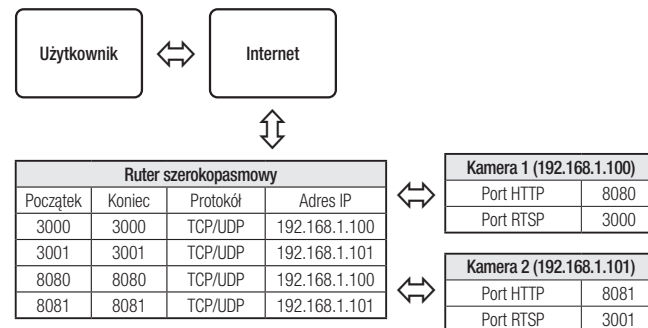 Użytkownik
Internet
Ruter szerokopasmowy
Początek Koniec Protokół Adres IP
3000 3000 TCP/UDP 192.168.1.100
3001 3001 TCP/UDP 192.168.1.101
8080 8080 TCP/UDP 192.168.1.100
8081 8081 TCP/UDP 192.168.1.101
Kamera 1 (192.168.1.100)
Port HTTP 8080
Port RTSP 3000
Kamera 2 (192.168.1.101)
Port HTTP 8081
Port RTSP 3001